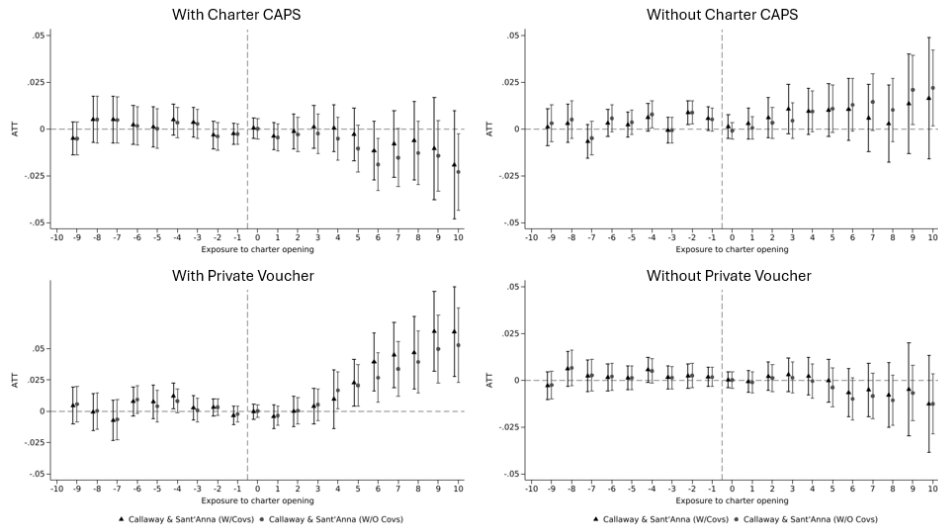 With Charter CAPS
.05
.025
0
-.025
-.05
ATT
-10 -9 -8 -7 -6 -5 -4 -3 -2 -1 0 1 2 3 4 5 6 7 8 9 10
Exposure to charter opening
Without Charter CAPS
.05
.025
0
-.025
-.05
ATT
-10 -9 -8 -7 -6 -5 -4 -3 -2 -1 0 1 2 3 4 5 6 7 8 9 10
Exposure to charter opening
With Private Voucher
.05
.025
0
-.025
-.05
ATT
-10 -9 -8 -7 -6 -5 -4 -3 -2 -1 0 1 2 3 4 5 6 7 8 9 10
Exposure to charter opening
Without Private Voucher
.05
.025
0
-.025
-.05
ATT
-10 -9 -8 -7 -6 -5 -4 -3 -2 -1 0 1 2 3 4 5 6 7 8 9 10
Exposure to charter opening
Callaway & Sant'Anna (W/Covs) Callaway & Sant'Anna (W/O Covs)
Callaway & Sant'Anna (W/Covs) Callaway & Sant'Anna (W/O Covs)